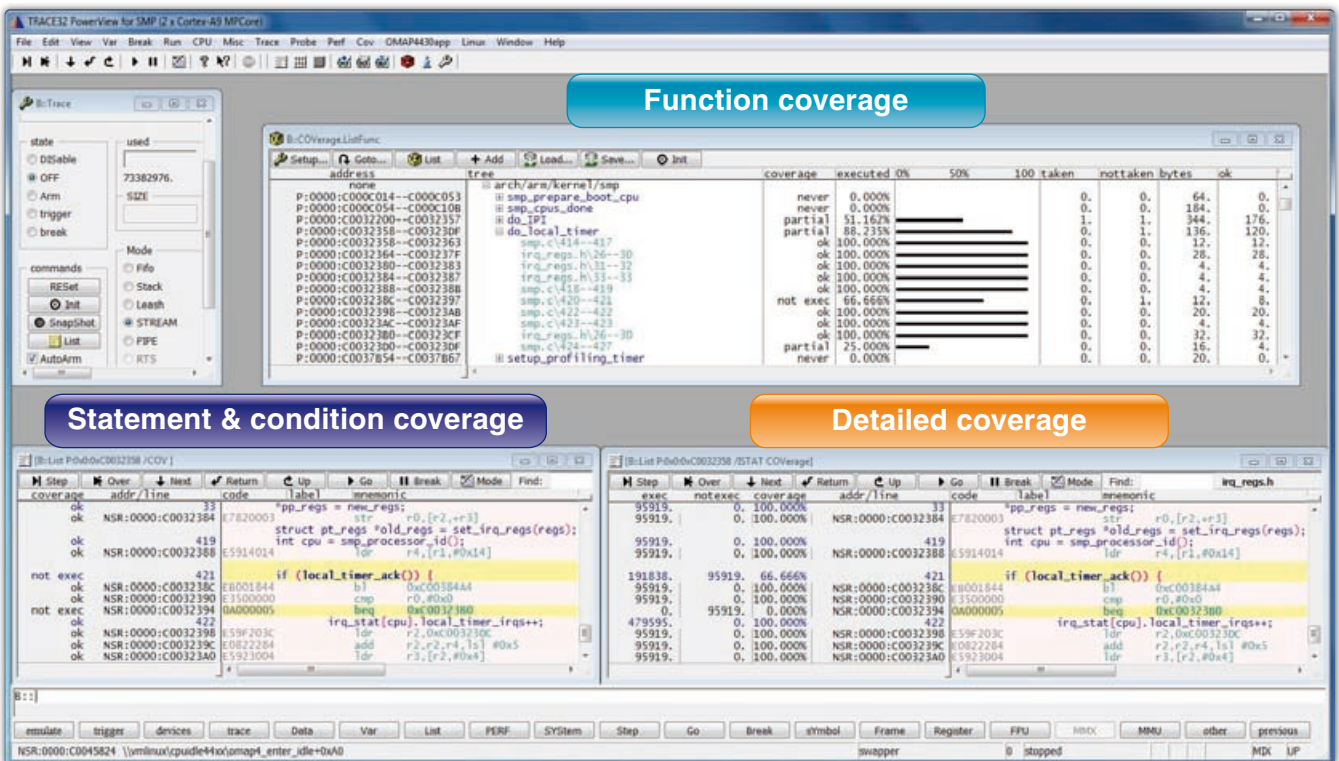 TRACE32 PowerView for SMP (2 x Cortex-A9 MPCore)
File Edit View Var Break Run CPU Misc Trace Probe Perf Cov OMAP4430app Linux Window Help
Function coverage
B::Trace
state
DISable
OFF
Arm
trigger
break
commands
RESet
Init
SnapShot
List
AutoArm
used
73382976.
SIZE
Mode
Fifo
Stack
Leash
STREAM
PIPE
RTS
B::COVerage.ListFunc
Setup... Goto... List Add Load... Save... Init
address tree coverage executed 0% 50% 100 taken nottaken bytes ok
none arch/arm/kernel/smp
P:0000:C000C014--C000C053 smp_prepare_boot_cpu never 0.000% 0. 0. 64. 0.
P:0000:C000C054--C000C10B smp_cpus_done never 0.000% 0. 0. 184. 0.
P:0000:C0032200--C0032357 do_IPI partial 51.162% 1. 1. 344. 176.
P:0000:C0032358--C00323DF do_local_timer partial 88.235% 0. 1. 136. 120.
P:0000:C0032358--C0032363 smp.c\414--417 ok 100.000% 0. 0. 12. 12.
P:0000:C0032364--C003237F irq_regs.h\26--30 ok 100.000% 0. 0. 28. 28.
P:0000:C0032380--C0032383 irq_regs.h\31--32 ok 100.000% 0. 0. 4. 4.
P:0000:C0032384--C0032387 irq_regs.h\33--33 ok 100.000% 0. 0. 4. 4.
P:0000:C0032388--C003238B smp.c\418--419 ok 100.000% 0. 0. 4. 4.
P:0000:C003238C--C0032397 smp.c\420--421 not exec 66.666% 0. 1. 12. 8.
P:0000:C0032398--C00323AB smp.c\422--422 ok 100.000% 0. 0. 20. 20.
P:0000:C00323AC--C00323AF smp.c\423--423 ok 100.000% 0. 0. 4. 4.
P:0000:C00323B0--C00323CF irq_regs.h\26--30 ok 100.000% 0. 0. 32. 32.
P:0000:C00323D0--C00323DF smp.c\424--427 partial 25.000% 0. 0. 16. 4.
P:0000:C0037B54--C0037B67 setup_profiling_timer never 0.000% 0. 0. 20. 0.
Statement & condition coverage
Detailed coverage
[B::List P:0x0:0xC0032358 /COV ]
Step Over Next Return Up Go Break Mode Find:
coverage addr/line code label mnemonic
ok 33 *pp_regs = new_regs;
ok NSR:0000:C0032384 E7820003 str r0,[r2,+r3]
struct pt_regs *old_regs = set_irq_regs(regs);
ok 419 int cpu = smp_processor_id();
ok NSR:0000:C0032388 E5914014 ldr r4,[r1,#0x14]
not exec 421 if (local_timer_ack()) {
ok NSR:0000:C003238C EB001844 bl 0xC00384A4
ok NSR:0000:C0032390 E3500000 cmp r0,#0x0
not exec NSR:0000:C0032394 0A000005 beq 0xC00323B0
ok 422 irq_stat[cpu].local_timer_irqs++;
ok NSR:0000:C0032398 E59F203C ldr r2,0xC00323DC
ok NSR:0000:C003239C E0822284 add r2,r2,r4,lsl #0x5
ok NSR:0000:C00323A0 E5923004 ldr r3,[r2,#0x4]
[B::List P:0x0:0xC0032358 /ISTAT COVerage]
Step Over Next Return Up Go Break Mode Find: irq_regs.h
exec notexec coverage addr/line code label mnemonic
95919. 0. 100.000% 33 *pp_regs = new_regs;
95919. 0. 100.000% NSR:0000:C0032384 E7820003 str r0,[r2,+r3]
struct pt_regs *old_regs = set_irq_regs(regs);
95919. 0. 100.000% 419 int cpu = smp_processor_id();
95919. 0. 100.000% NSR:0000:C0032388 E5914014 ldr r4,[r1,#0x14]
191838. 95919. 66.666% 421 if (local_timer_ack()) {
95919. 0. 100.000% NSR:0000:C003238C EB001844 bl 0xC00384A4
95919. 0. 100.000% NSR:0000:C0032390 E3500000 cmp r0,#0x0
0. 95919. 0.000% NSR:0000:C0032394 0A000005 beq 0xC00323B0
479595. 0. 100.000% 422 irq_stat[cpu].local_timer_irqs++;
95919. 0. 100.000% NSR:0000:C0032398 E59F203C ldr r2,0xC00323DC
95919. 0. 100.000% NSR:0000:C003239C E0822284 add r2,r2,r4,lsl #0x5
95919. 0. 100.000% NSR:0000:C00323A0 E5923004 ldr r3,[r2,#0x4]
B::
emulate trigger devices trace Data Var List PERF SYStem Step Go Break sYmbol Frame Register FPU MMX MMU other previous
NSR:0000:C0045824 \\vmlinux\cpuidle44xx\omap4_enter_idle+0xA0 swapper 0 stopped MIX UP